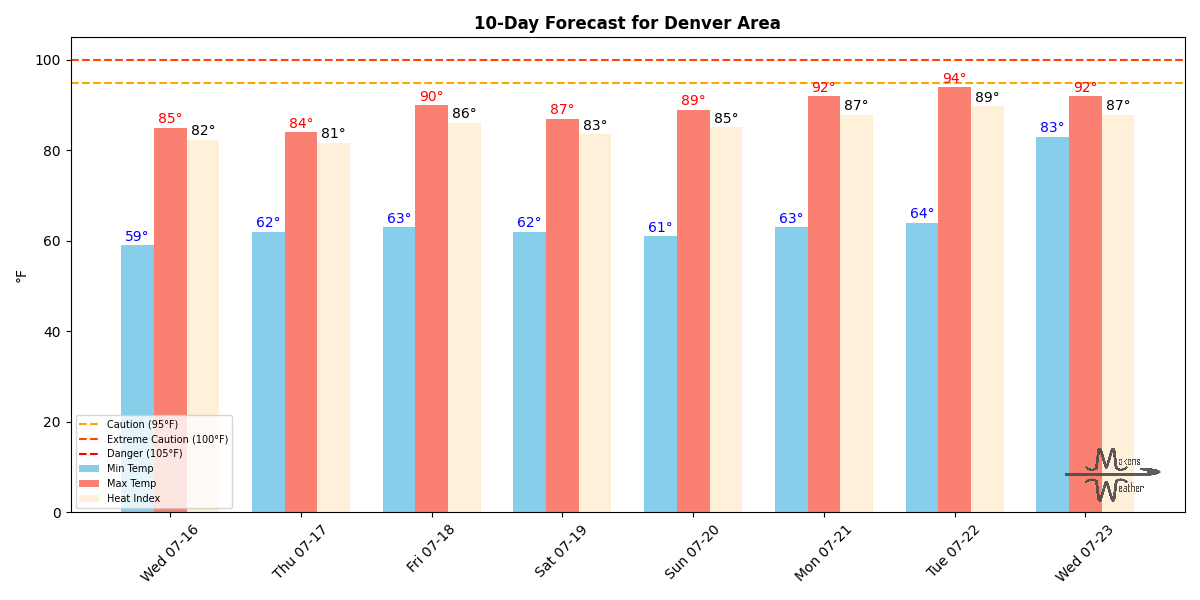 10-Day Forecast for Denver Area
°F
100
80
60
40
20
0
59° 85° 82°
62° 84° 81°
63° 90° 86°
62° 87° 83°
61° 89° 85°
63° 92° 87°
64° 94° 89°
83° 92° 87°
Caution (95°F)
Extreme Caution (100°F)
Danger (105°F)
Min Temp
Max Temp
Heat Index
Wed 07-16
Thu 07-17
Fri 07-18
Sat 07-19
Sun 07-20
Mon 07-21
Tue 07-22
Wed 07-23